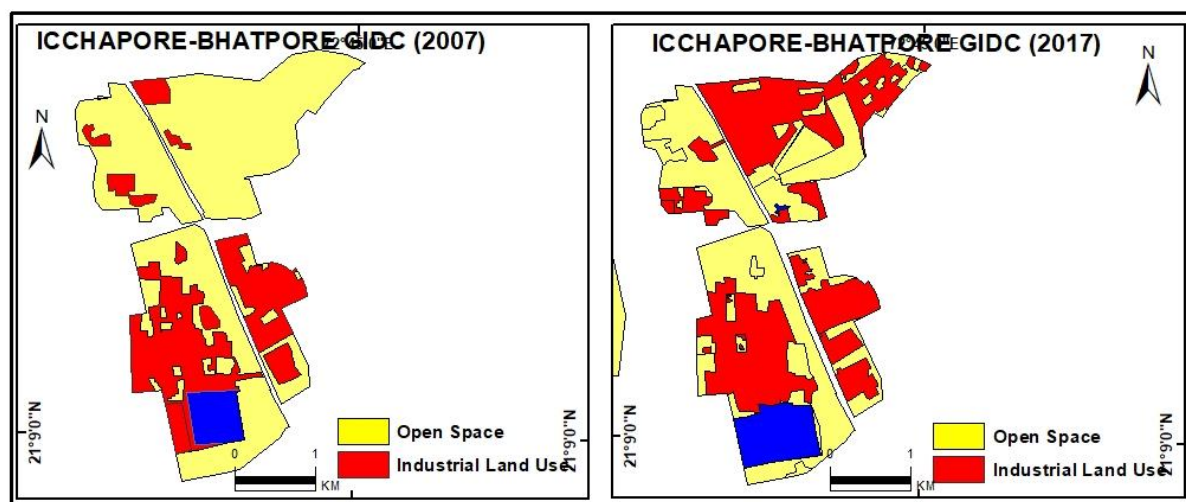 ICCHAPORE-BHATPORE GIDC (2007)
N
21°9'0"N
21°9'0"N
Open Space
Industrial Land Use
0 1
KM
ICCHAPORE-BHATPORE GIDC (2017)
N
21°9'0"N
21°9'0"N
Open Space
Industrial Land Use
0 1
KM